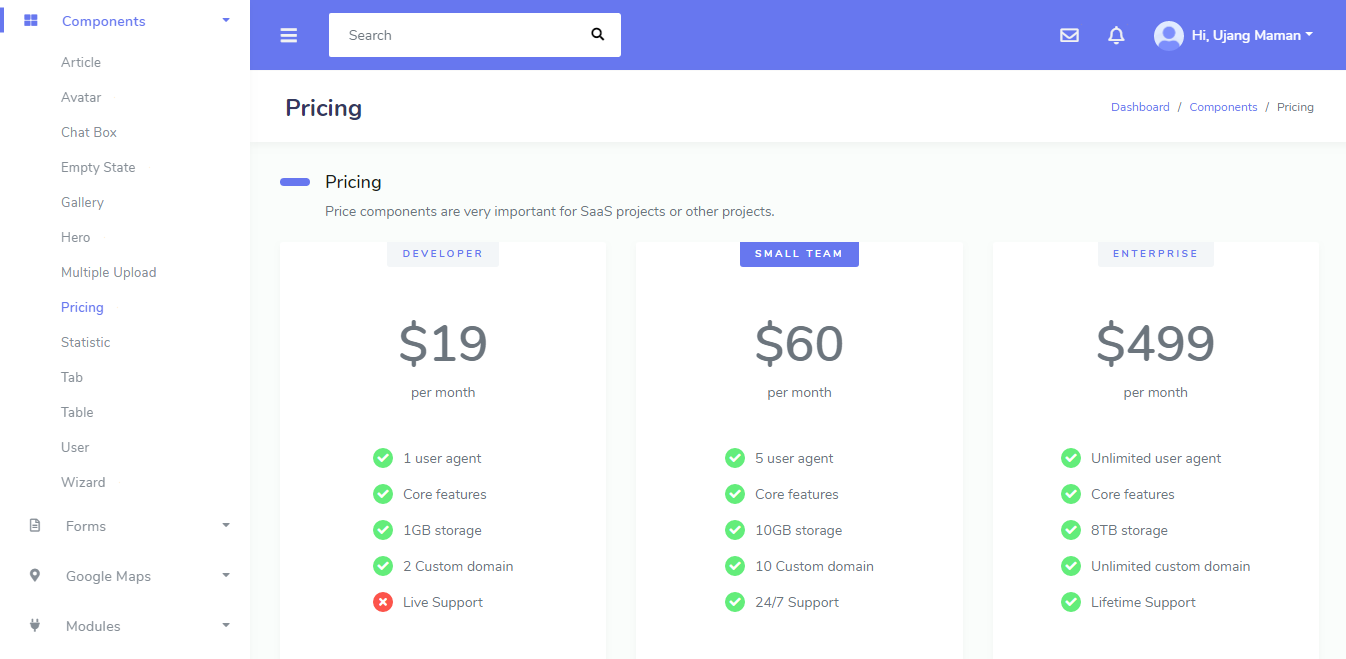 Components
Article
Avatar
Chat Box
Empty State
Gallery
Hero
Multiple Upload
Pricing
Statistic
Tab
Table
User
Wizard
Forms
Google Maps
Modules
Search
Hi, Ujang Maman
Pricing
Dashboard / Components / Pricing
Pricing
Price components are very important for SaaS projects or other projects.
DEVELOPER
$19
per month
1 user agent
Core features
1GB storage
2 Custom domain
Live Support
SMALL TEAM
$60
per month
5 user agent
Core features
10GB storage
10 Custom domain
24/7 Support
ENTERPRISE
$499
per month
Unlimited user agent
Core features
8TB storage
Unlimited custom domain
Lifetime Support